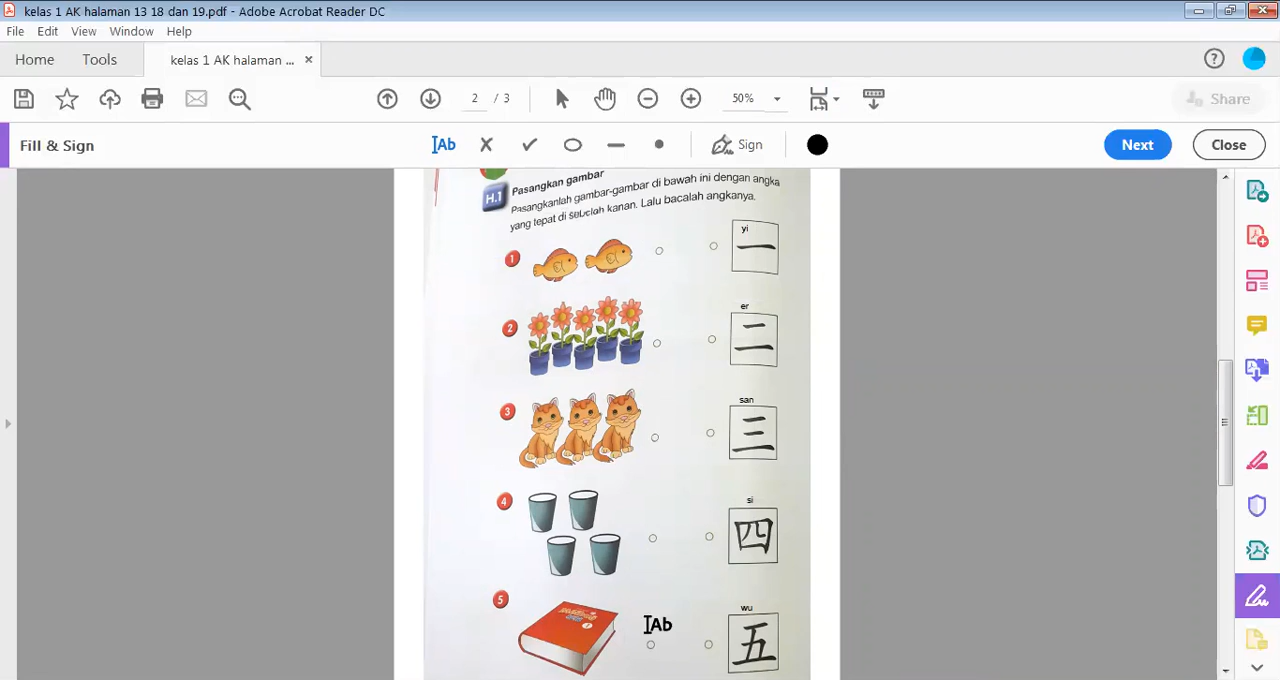 kelas 1 AK halaman 13 18 dan 19.pdf - Adobe Acrobat Reader DC
File Edit View Window Help
Home Tools kelas 1 AK halaman ... ×
2 / 3 50% Share
Fill & Sign IAb Sign Next Close
H.1 Pasangkan gambar
Pasangkanlah gambar-gambar di bawah ini dengan angka
yang tepat di sebelah kanan. Lalu bacalah angkanya.
yi
1 一
er
2 二
san
3 三
si
4 四
wu
5 五
IAb